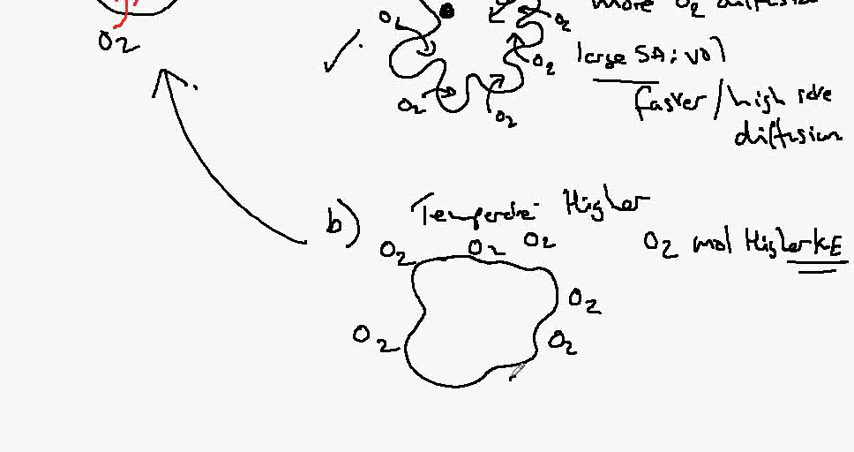 more O2 diffusion
O2
O2
O2
large SA:vol
O2
O2
O2
faster/high rate
diffusion
b) Temperature Higher
O2 mol Higher KE
O2
O2
O2
O2
O2
O2